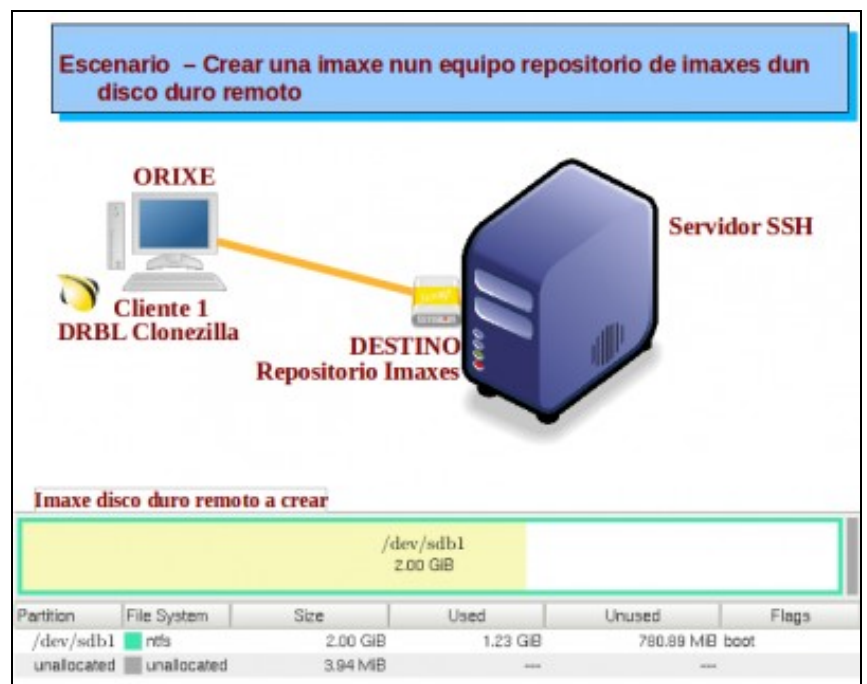 Escenario – Crear una imaxe nun equipo repositorio de imaxes dun
disco duro remoto
ORIXE
Servidor SSH
Cliente 1
DRBL Clonezilla
DESTINO
Repositorio Imaxes
Imaxe disco duro remoto a crear
/dev/sdb1
2.00 GiB
Partition File System Size Used Unused Flags
/dev/sdb1 ntfs 2.00 GiB 1.23 GiB 780.89 MiB boot
unallocated unallocated 3.94 MiB --- ---